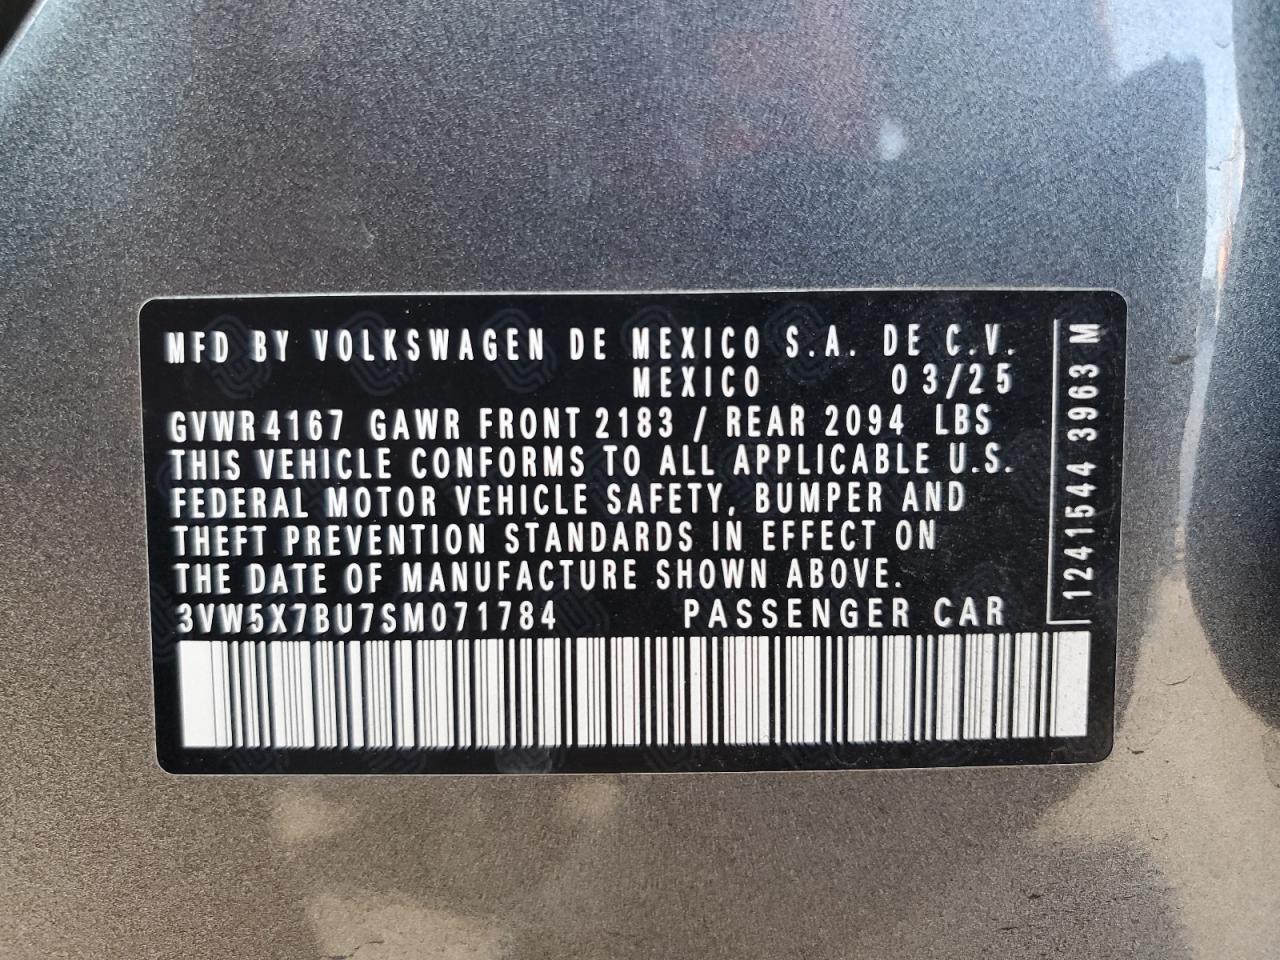 MFD BY VOLKSWAGEN DE MEXICO S.A. DE C.V.
MEXICO 03/25
GVWR 4167 GAWR FRONT 2183 / REAR 2094 LBS
THIS VEHICLE CONFORMS TO ALL APPLICABLE U.S.
FEDERAL MOTOR VEHICLE SAFETY, BUMPER AND
THEFT PREVENTION STANDARDS IN EFFECT ON
THE DATE OF MANUFACTURE SHOWN ABOVE.
3VW5X7BU7SM071784 PASSENGER CAR
1241544 3963 M